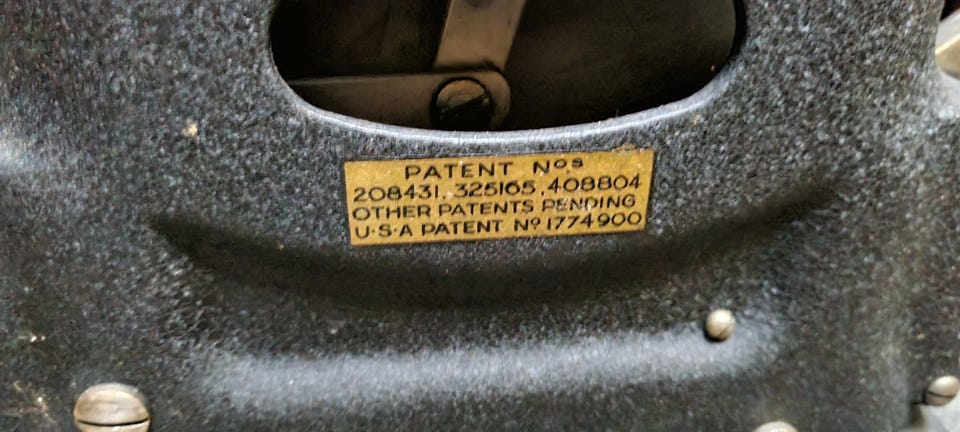 PATENT Nos
208431. 325165. 408804
OTHER PATENTS PENDING
U·S·A PATENT No 1774900